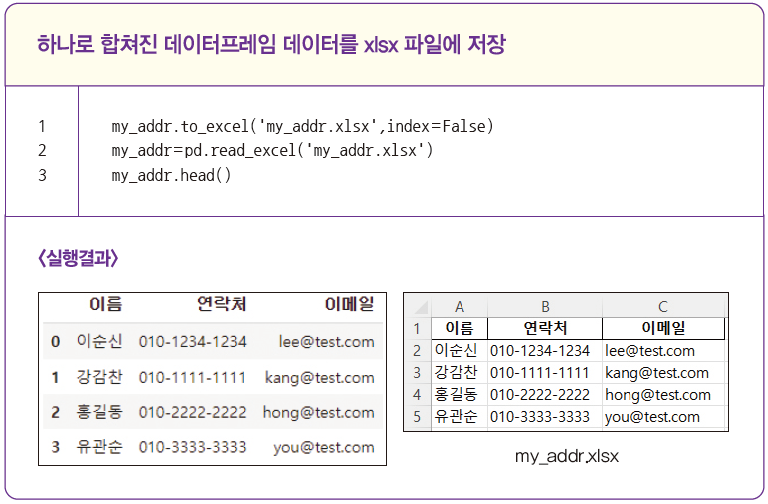 하나로 합쳐진 데이터프레임 데이터를 xlsx 파일에 저장
1 my_addr.to_excel('my_addr.xlsx',index=False)
2 my_addr=pd.read_excel('my_addr.xlsx')
3 my_addr.head()
<실행결과>
이름 연락처 이메일
0 이순신 010-1234-1234 lee@test.com
1 강감찬 010-1111-1111 kang@test.com
2 홍길동 010-2222-2222 hong@test.com
3 유관순 010-3333-3333 you@test.com
A B C
1 이름 연락처 이메일
2 이순신 010-1234-1234 lee@test.com
3 강감찬 010-1111-1111 kang@test.com
4 홍길동 010-2222-2222 hong@test.com
5 유관순 010-3333-3333 you@test.com
my_addr.xlsx